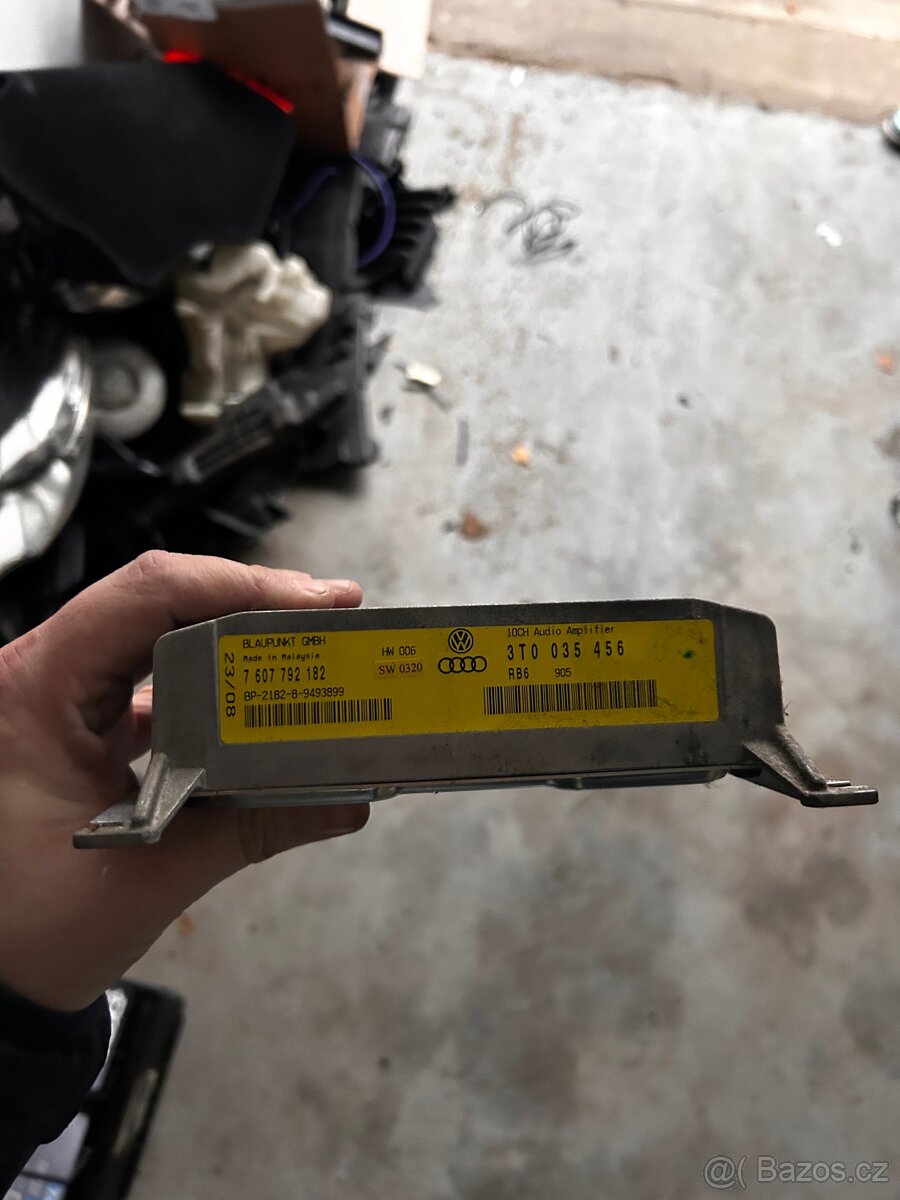 BLAUPUNKT GMBH
Made in Malaysia
7 607 792 182
BP-2182-8-9493899
23/08
HW 006
SW 0320
10CH Audio Amplifier
3T0 035 456
RB6 905
@( Bazos.cz